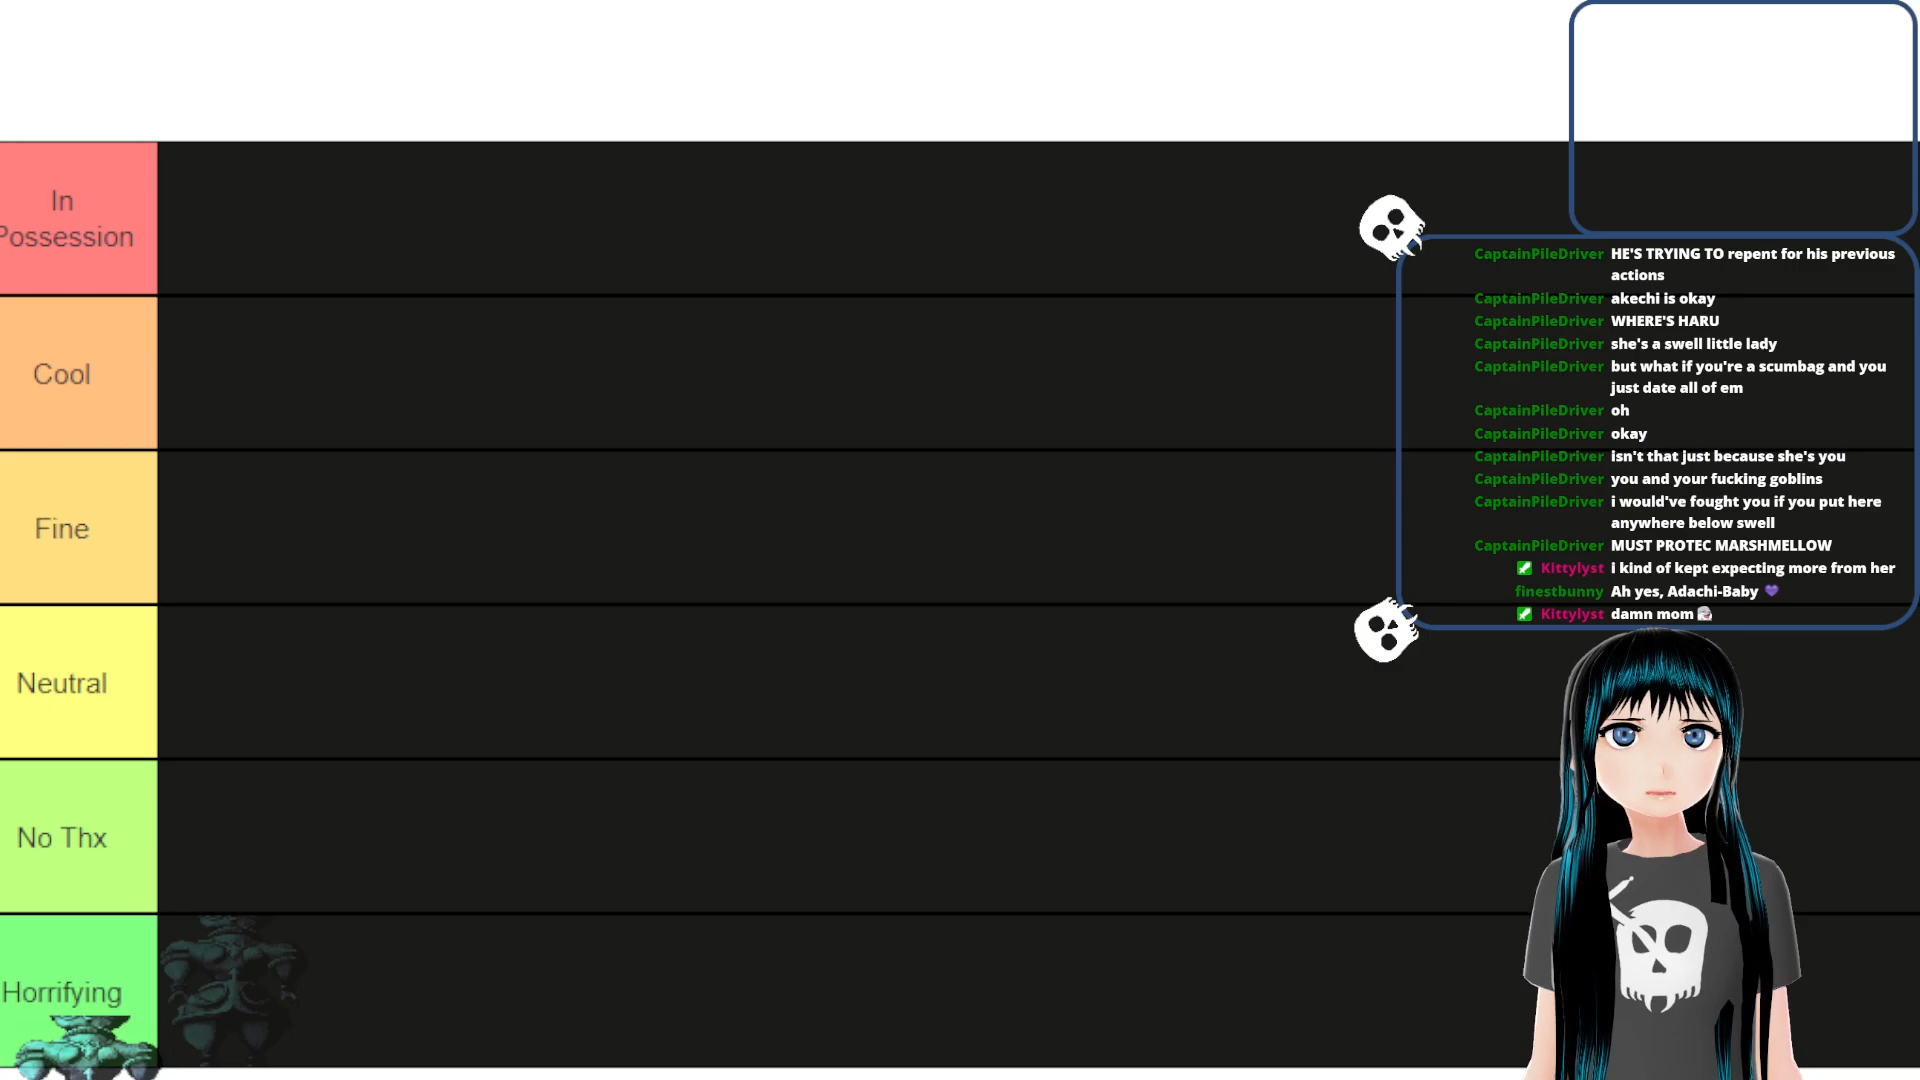 In
Possession
Cool
Fine
Neutral
No Thx
Horrifying
CaptainPileDriver HE'S TRYING TO repent for his previous
actions
CaptainPileDriver akechi is okay
CaptainPileDriver WHERE'S HARU
CaptainPileDriver she's a swell little lady
CaptainPileDriver but what if you're a scumbag and you
just date all of em
CaptainPileDriver oh
CaptainPileDriver okay
CaptainPileDriver isn't that just because she's you
CaptainPileDriver you and your fucking goblins
CaptainPileDriver i would've fought you if you put here
anywhere below swell
CaptainPileDriver MUST PROTEC MARSHMELLOW
Kittylyst i kind of kept expecting more from her
finestbunny Ah yes, Adachi-Baby 💜
Kittylyst damn mom